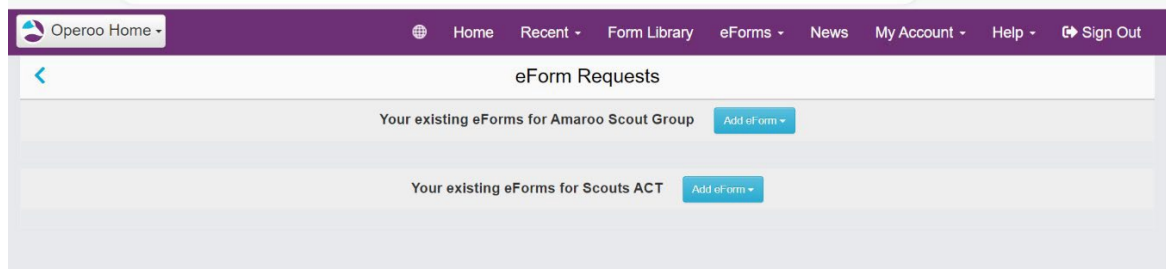 Operoo Home Home Recent Form Library eForms News My Account Help Sign Out
eForm Requests
Your existing eForms for Amaroo Scout Group Add eForm
Your existing eForms for Scouts ACT Add eForm